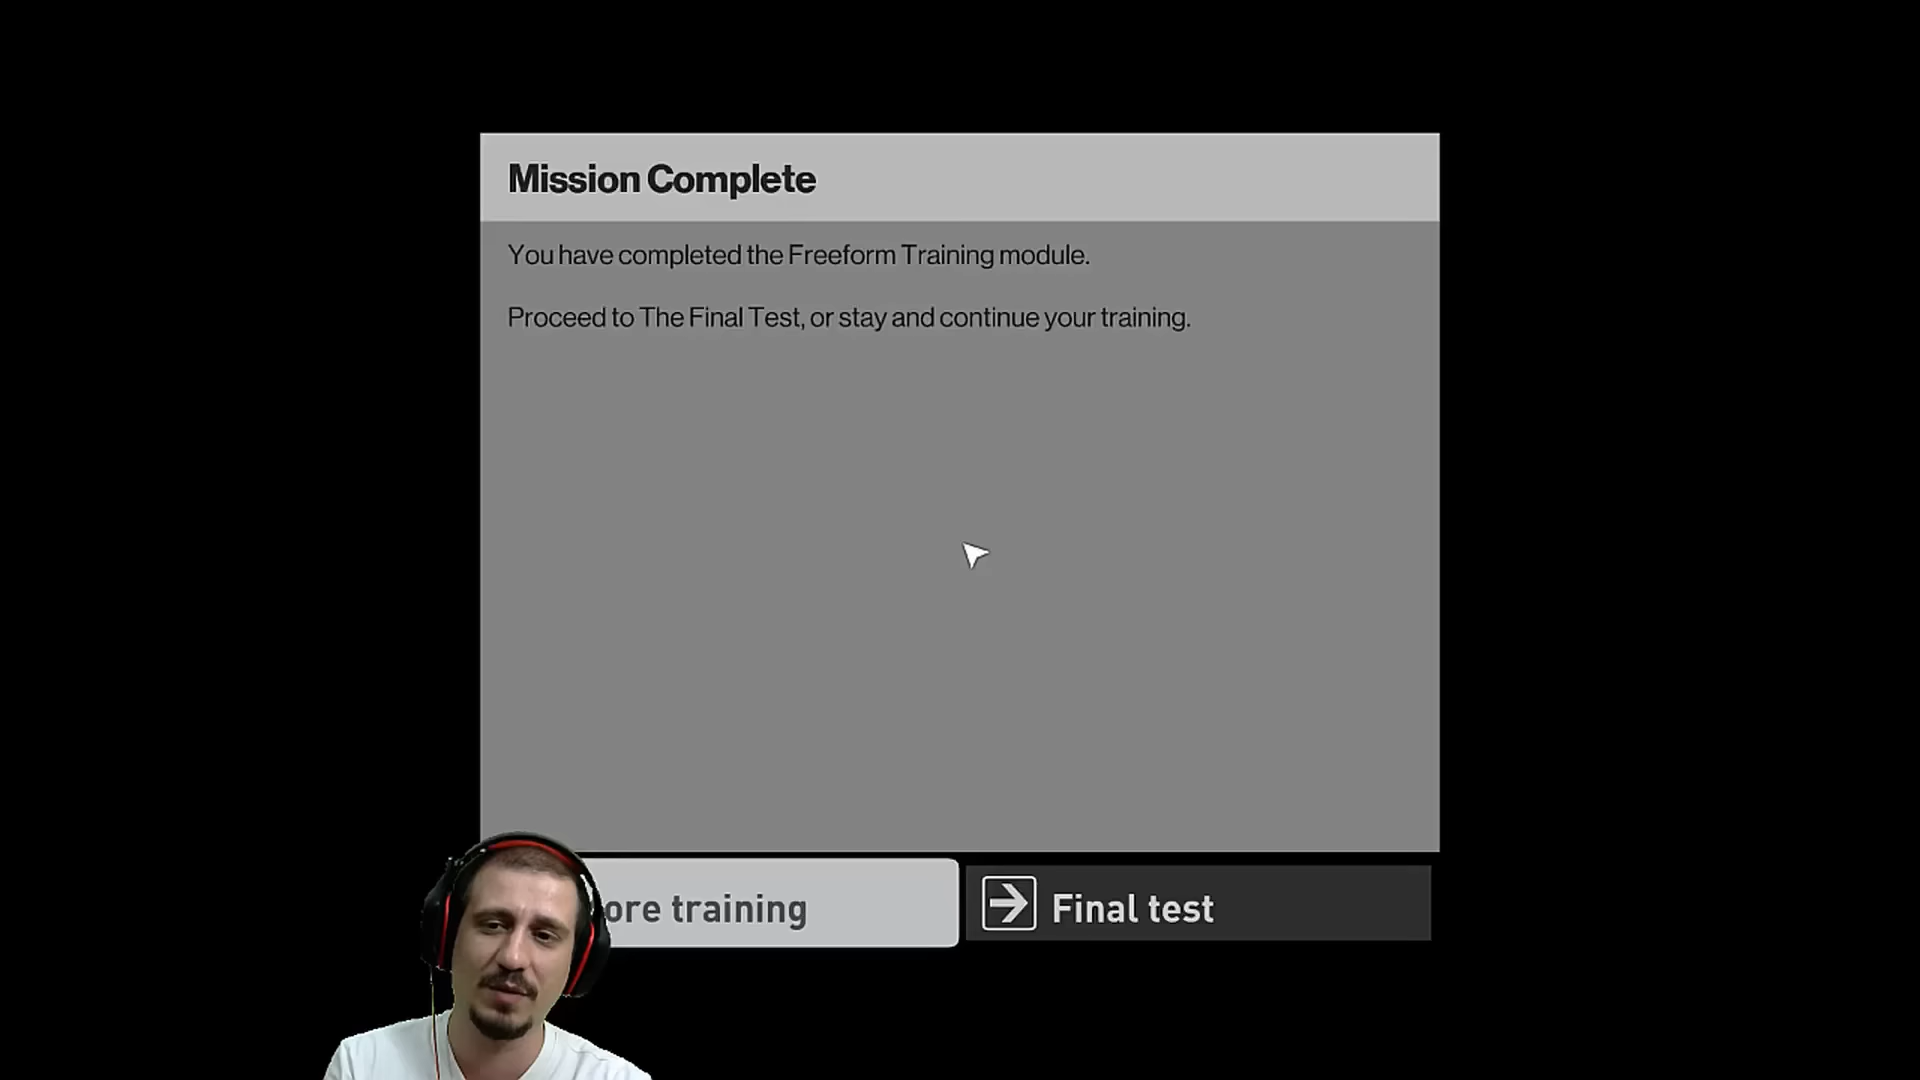 Mission Complete
You have completed the Freeform Training module.
Proceed to The Final Test, or stay and continue your training.
ore training
Final test